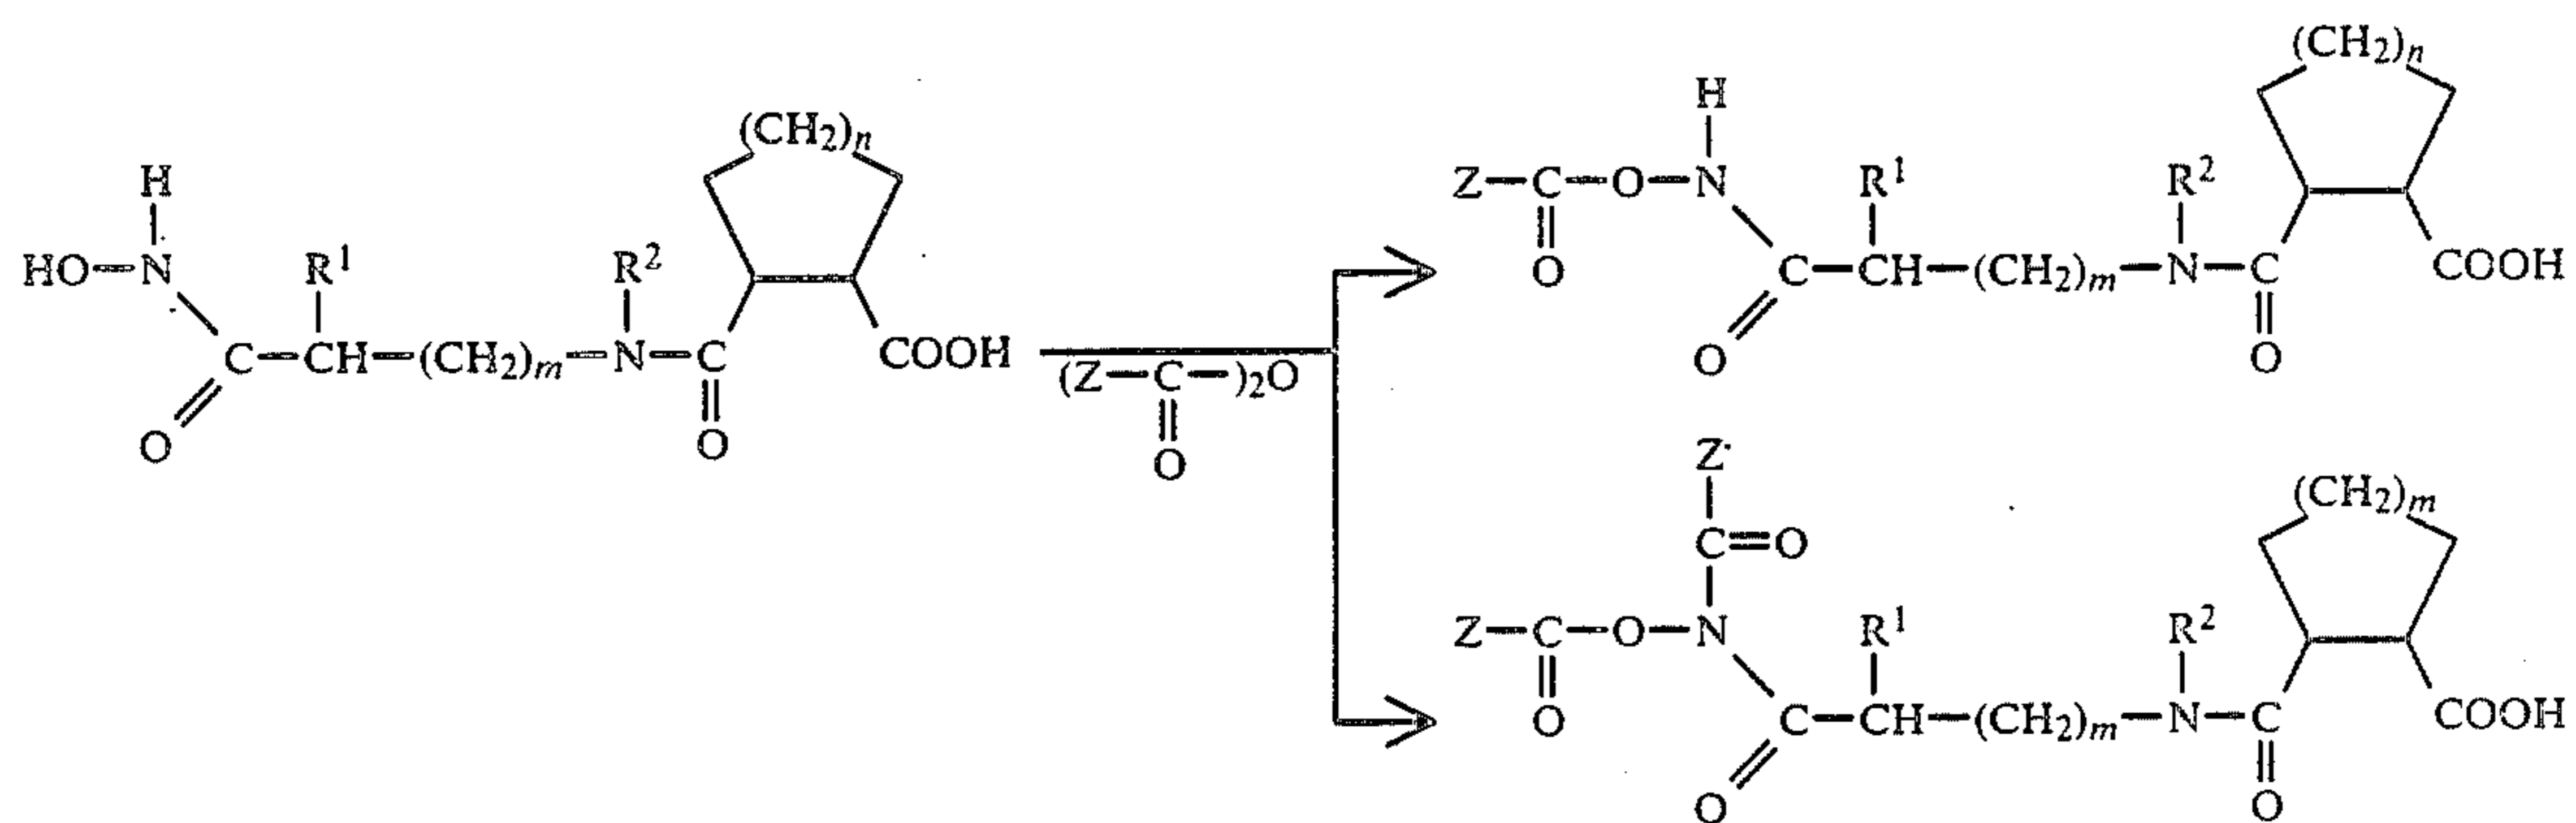 (CH₂)ₙ
H
HO—N R¹ R²
C—CH—(CH₂)ₘ—N—C COOH
O O
(Z—C—)₂O
O
(CH₂)ₙ
H
Z—C—O—N R¹ R²
O C—CH—(CH₂)ₘ—N—C COOH
O O
Z
(CH₂)ₘ
C=O
Z—C—O—N R¹ R²
O C—CH—(CH₂)ₘ—N—C COOH
O O